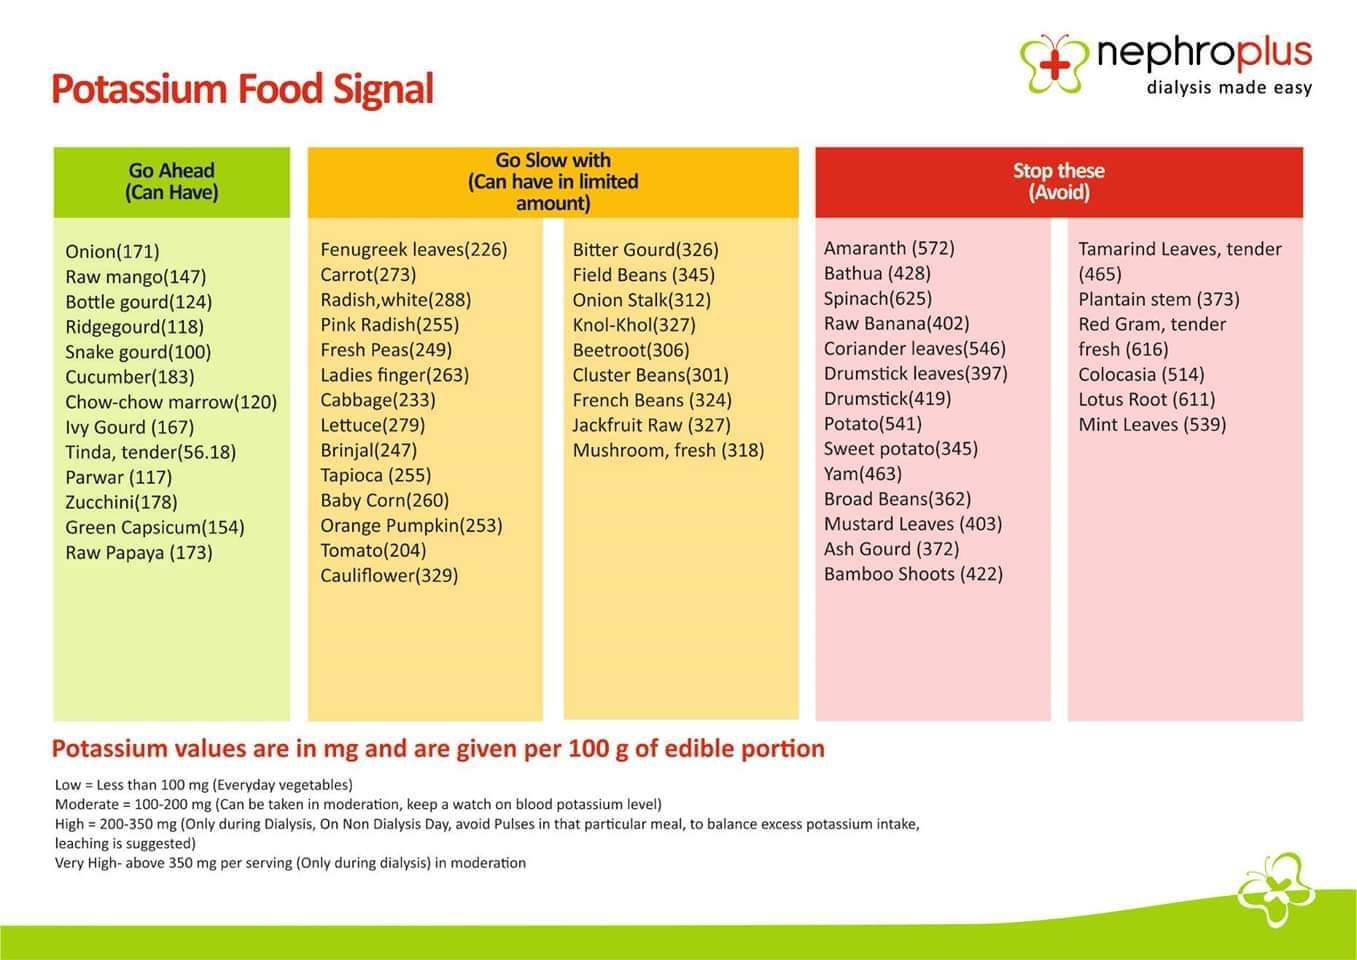 nephroplus
dialysis made easy
Potassium Food Signal
Go Ahead
(Can Have)
Onion(171)
Raw mango(147)
Bottle gourd(124)
Ridgegourd(118)
Snake gourd(100)
Cucumber(183)
Chow-chow marrow(120)
Ivy Gourd (167)
Tinda, tender(56.18)
Parwar (117)
Zucchini(178)
Green Capsicum(154)
Raw Papaya (173)
Go Slow with
(Can have in limited
amount)
Fenugreek leaves(226)
Carrot(273)
Radish,white(288)
Pink Radish(255)
Fresh Peas(249)
Ladies finger(263)
Cabbage(233)
Lettuce(279)
Brinjal(247)
Tapioca (255)
Baby Corn(260)
Orange Pumpkin(253)
Tomato(204)
Cauliflower(329)
Bitter Gourd(326)
Field Beans (345)
Onion Stalk(312)
Knol-Khol(327)
Beetroot(306)
Cluster Beans(301)
French Beans (324)
Jackfruit Raw (327)
Mushroom, fresh (318)
Stop these
(Avoid)
Amaranth (572)
Bathua (428)
Spinach(625)
Raw Banana(402)
Coriander leaves(546)
Drumstick leaves(397)
Drumstick(419)
Potato(541)
Sweet potato(345)
Yam(463)
Broad Beans(362)
Mustard Leaves (403)
Ash Gourd (372)
Bamboo Shoots (422)
Tamarind Leaves, tender
(465)
Plantain stem (373)
Red Gram, tender
fresh (616)
Colocasia (514)
Lotus Root (611)
Mint Leaves (539)
Potassium values are in mg and are given per 100 g of edible portion
Low = Less than 100 mg (Everyday vegetables)
Moderate = 100-200 mg (Can be taken in moderation, keep a watch on blood potassium level)
High = 200-350 mg (Only during Dialysis, On Non Dialysis Day, avoid Pulses in that particular meal, to balance excess potassium intake,
leaching is suggested)
Very High- above 350 mg per serving (Only during dialysis) in moderation